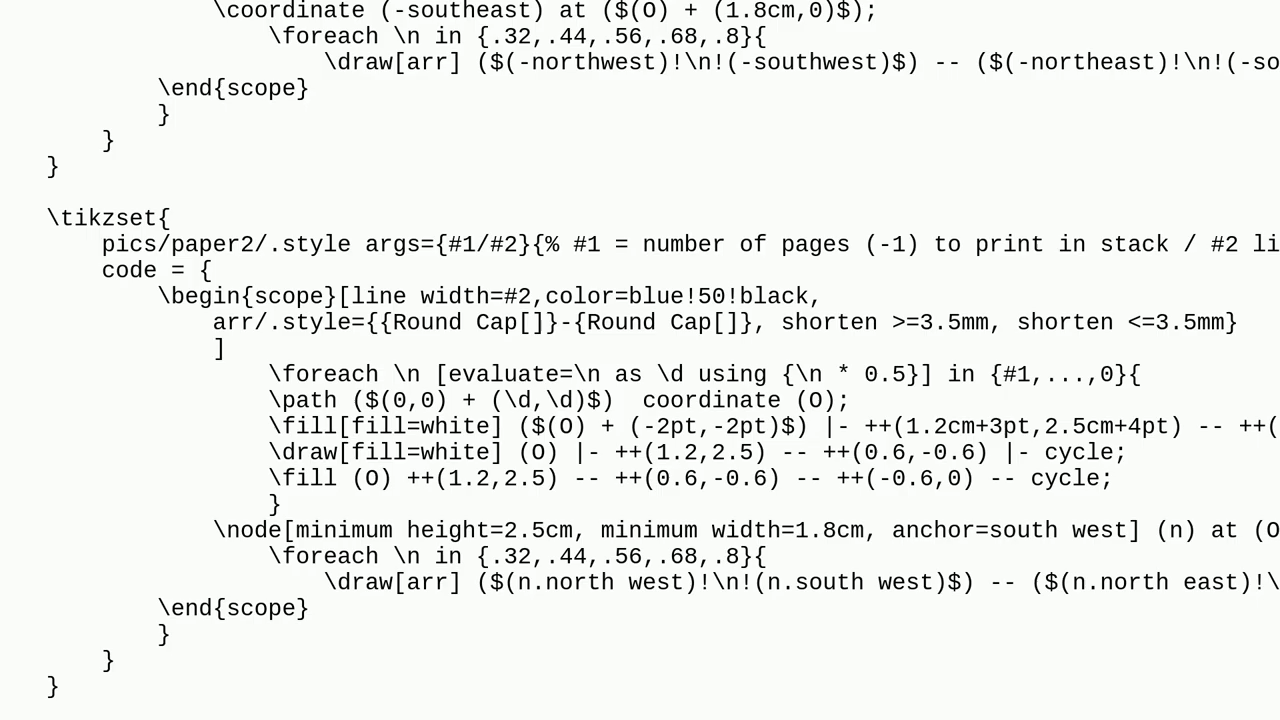 \coordinate (-southeast) at ($(O) + (1.8cm,0)$);
\foreach \n in {.32,.44,.56,.68,.8}{
\draw[arr] ($(-northwest)!\n!(-southwest)$) -- ($(-northeast)!\n!(-so
\end{scope}
}
}
}
\tikzset{
pics/paper2/.style args={#1/#2}{% #1 = number of pages (-1) to print in stack / #2 li
code = {
\begin{scope}[line width=#2,color=blue!50!black,
arr/.style={{Round Cap[]}-{Round Cap[]}, shorten >=3.5mm, shorten <=3.5mm}
]
\foreach \n [evaluate=\n as \d using {\n * 0.5}] in {#1,...,0}{
\path ($(0,0) + (\d,\d)$)  coordinate (O);
\fill[fill=white] ($(O) + (-2pt,-2pt)$) |- ++(1.2cm+3pt,2.5cm+4pt) -- ++(
\draw[fill=white] (O) |- ++(1.2,2.5) -- ++(0.6,-0.6) |- cycle;
\fill (O) ++(1.2,2.5) -- ++(0.6,-0.6) -- ++(-0.6,0) -- cycle;
}
\node[minimum height=2.5cm, minimum width=1.8cm, anchor=south west] (n) at (O
\foreach \n in {.32,.44,.56,.68,.8}{
\draw[arr] ($(n.north west)!\n!(n.south west)$) -- ($(n.north east)!\
\end{scope}
}
}
}